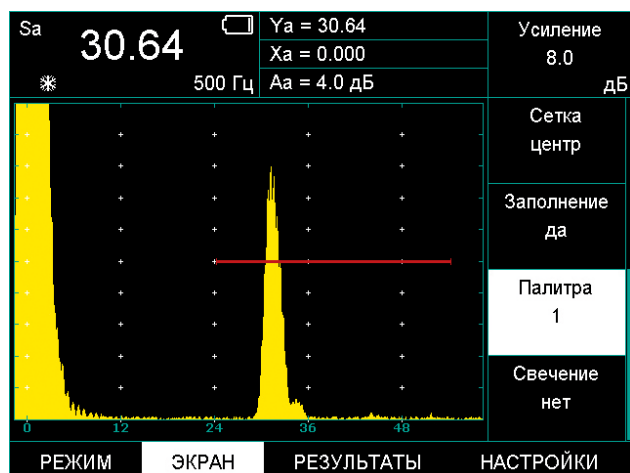 Sa
30.64
500 Гц
Ya = 30.64
Xa = 0.000
Aa = 4.0 дБ
Усиление
8.0
дБ
Сетка
центр
Заполнение
да
Палитра
1
Свечение
нет
0 12 24 36 48
РЕЖИМ ЭКРАН РЕЗУЛЬТАТЫ НАСТРОЙКИ